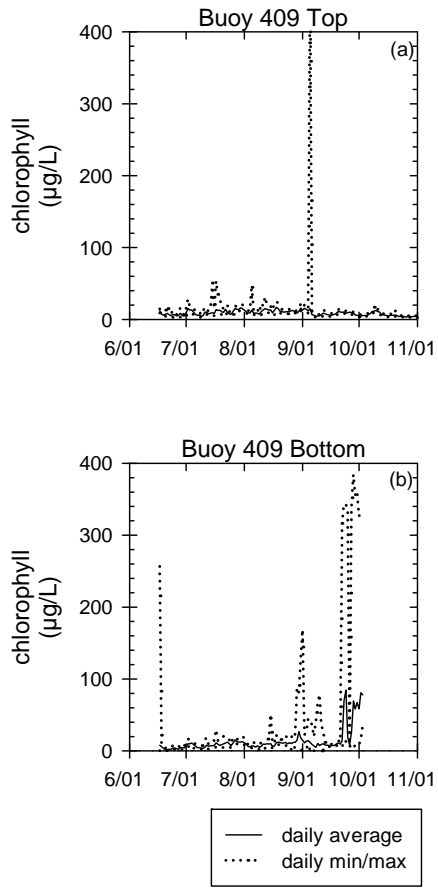 Buoy 409 Top
(a)
chlorophyll
(µg/L)
400
300
200
100
0
6/01 7/01 8/01 9/01 10/01 11/01
Buoy 409 Bottom
(b)
chlorophyll
(µg/L)
400
300
200
100
0
6/01 7/01 8/01 9/01 10/01 11/01
daily average
daily min/max